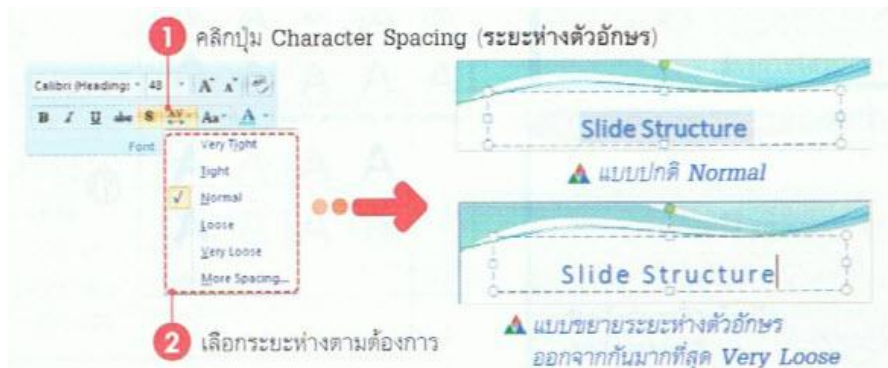 1 คลิกปุ่ม Character Spacing (ระยะห่างตัวอักษร)
Calibri (Heading: 48 A A
B I U abc S AV Aa A
Font
Very Tight
Tight
√ Normal
Loose
Very Loose
More Spacing...
2 เลือกระยะห่างตามต้องการ
Slide Structure
แบบปกติ Normal
Slide Structure
แบบขยายระยะห่างตัวอักษร
ออกจากกันมากที่สุด Very Loose